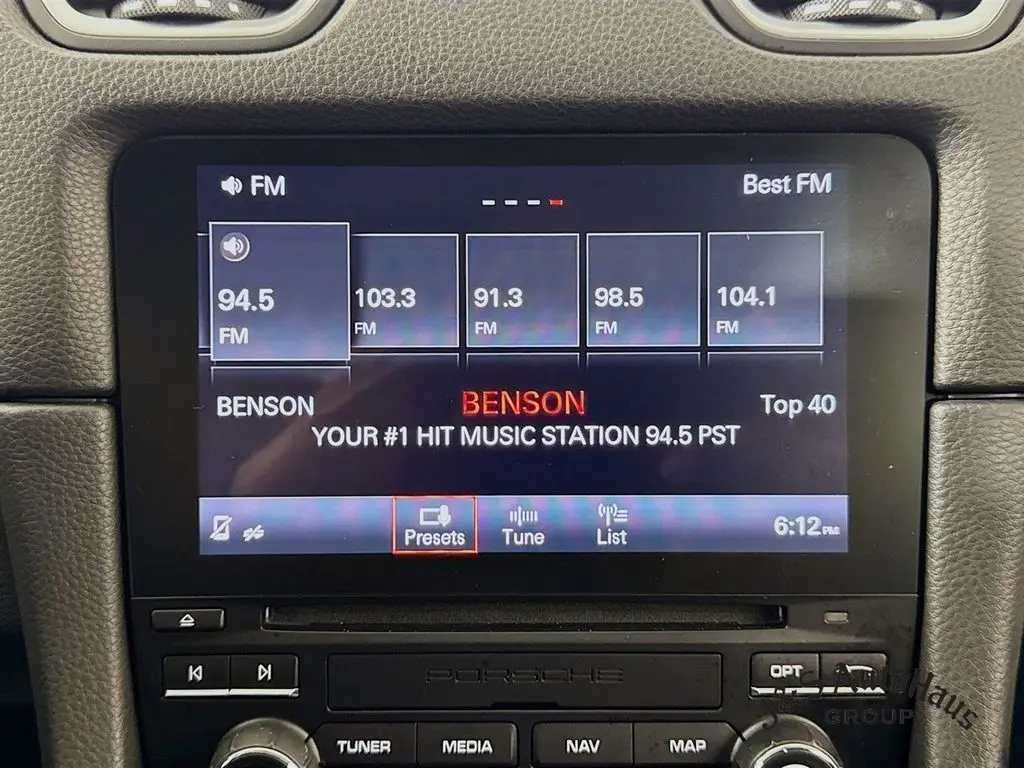 FM
Best FM
94.5
FM
103.3
FM
91.3
FM
98.5
FM
104.1
FM
BENSON
BENSON
Top 40
YOUR #1 HIT MUSIC STATION 94.5 PST
Presets
Tune
List
6:12 PM
PORSCHE
OPT
TUNER
MEDIA
NAV
MAP
Haus
GROUP